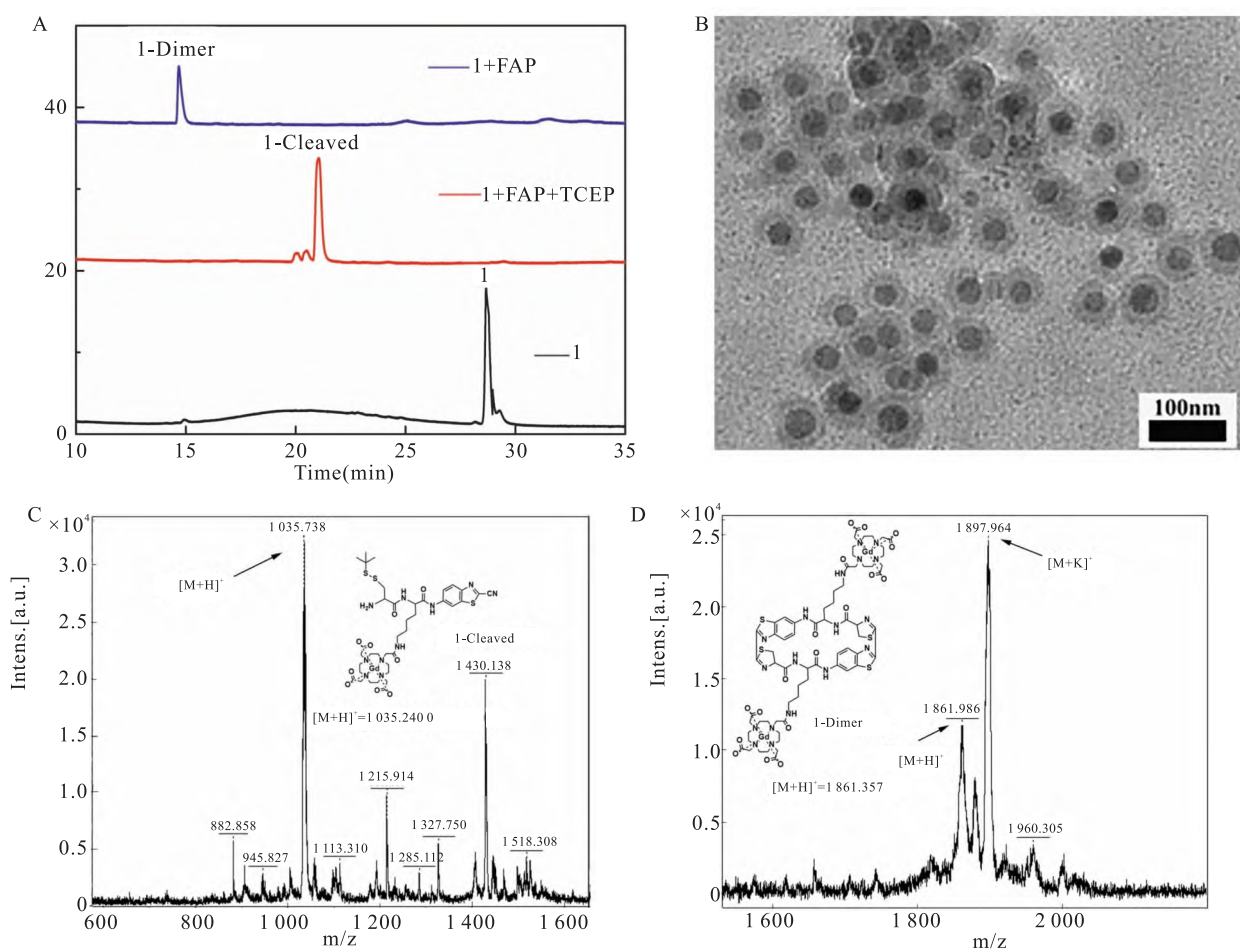 A
1-Dimer
1+FAP
40
1-Cleaved
1+FAP+TCEP
20
1
1
0
10 15 20 25 30 35
Time(min)
B
100nm
C
×10⁴
1 035.738
3.5
[M+H]⁺
3.0
2.5
1-Cleaved
2.0
1 430.138
[M+H]⁺=1 035.240 0
1.5
1.0
1 215.914
882.858
1 327.750
0.5
945.827
1 113.310
1 285.112
1 518.308
0
600 800 1 000 1 200 1 400 1 600
m/z
Intens.[a.u.]
D
×10⁴
1 897.964
2.5
[M+K]⁺
2.0
1.5
1-Dimer
1 861.986
1.0
[M+H]⁺
[M+H]⁺=1 861.357
0.5
1 960.305
0
1 600 1 800 2 000
m/z
Intens.[a.u.]